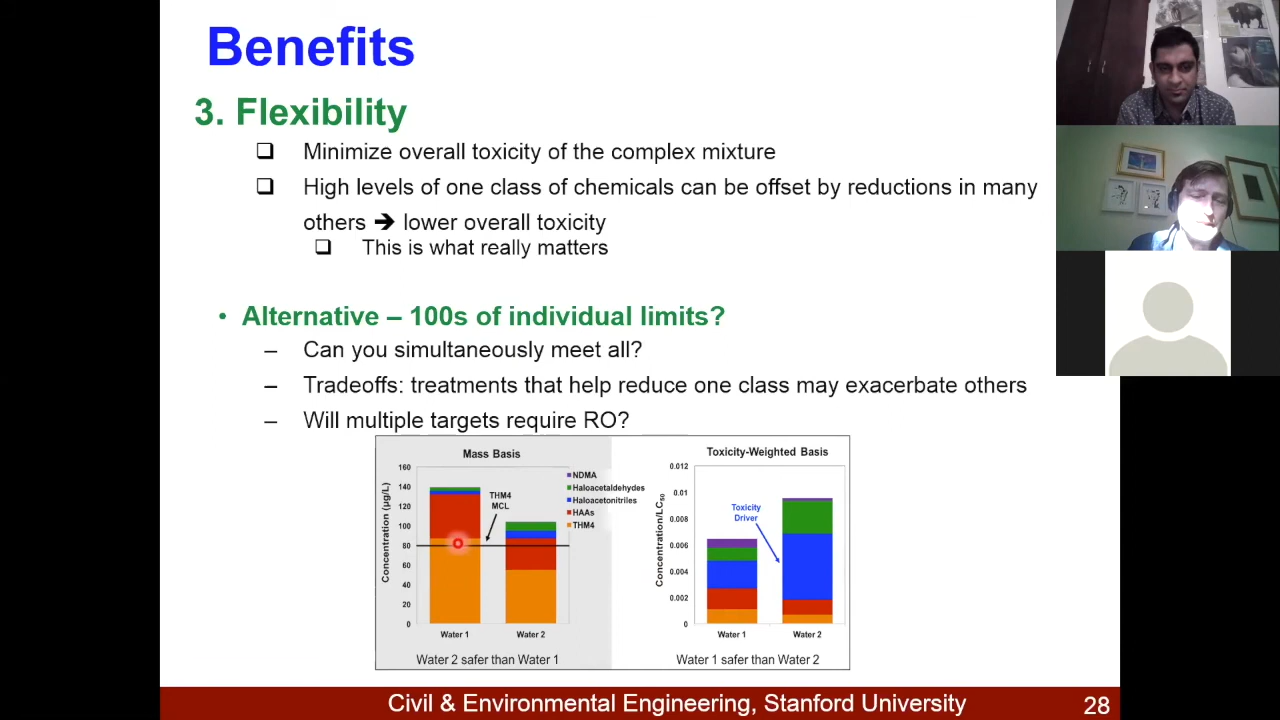 Benefits
3. Flexibility
❑ Minimize overall toxicity of the complex mixture
❑ High levels of one class of chemicals can be offset by reductions in many
others ➔ lower overall toxicity
❑ This is what really matters
• Alternative – 100s of individual limits?
– Can you simultaneously meet all?
– Tradeoffs: treatments that help reduce one class may exacerbate others
– Will multiple targets require RO?
Mass Basis
Concentration (µg/L)
160
140
120
100
80
60
40
20
0
THM4
MCL
NDMA
Haloacetaldehydes
Haloacetonitriles
HAAs
THM4
Water 1
Water 2
Water 2 safer than Water 1
Toxicity-Weighted Basis
Concentration/LC50
0.012
0.01
0.008
0.006
0.004
0.002
0
Toxicity
Driver
Water 1
Water 2
Water 1 safer than Water 2
Civil & Environmental Engineering, Stanford University
28